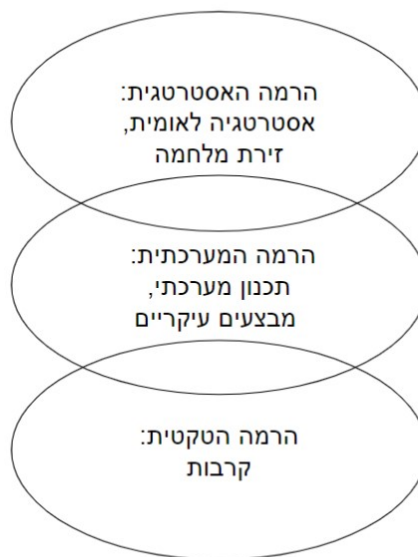 הרמה האסטרטגית:
אסטרטגיה לאומית,
זירת מלחמה
הרמה המערכתית:
תכנון מערכתי,
מבצעים עיקריים
הרמה הטקטית:
קרבות